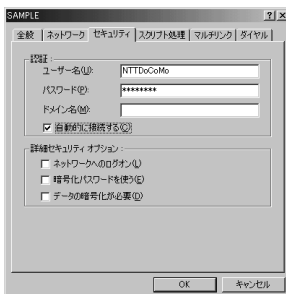 SAMPLE
全般 ネットワーク セキュリティ スクリプト処理 マルチリンク ダイヤル
認証:
ユーザー名(U): NTTDoCoMo
パスワード(P): ********
ドメイン名(M):
自動的に接続する(C)
詳細セキュリティ オプション:
ネットワークへのログオン(L)
暗号化パスワードを使う(E)
データの暗号化が必要(D)
OK キャンセル